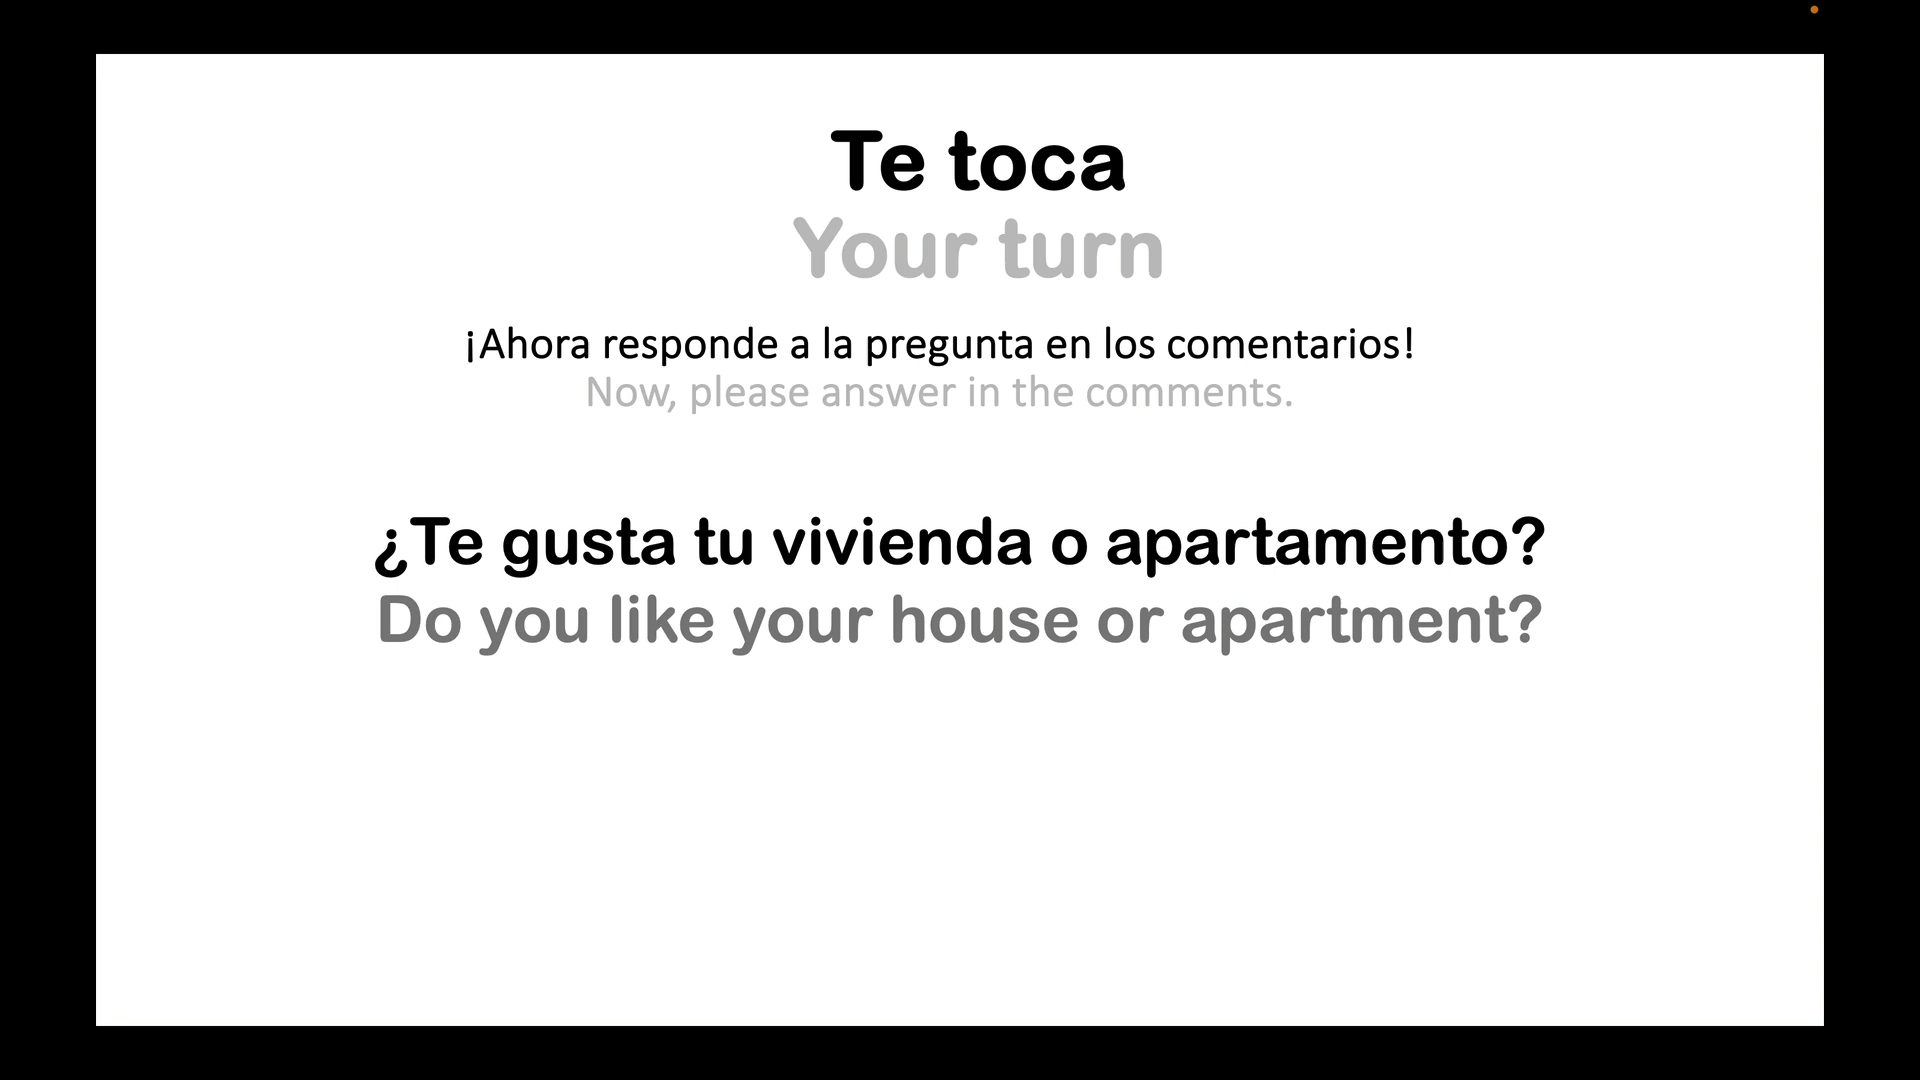 Te toca
Your turn
¡Ahora responde a la pregunta en los comentarios!
Now, please answer in the comments.
¿Te gusta tu vivienda o apartamento?
Do you like your house or apartment?